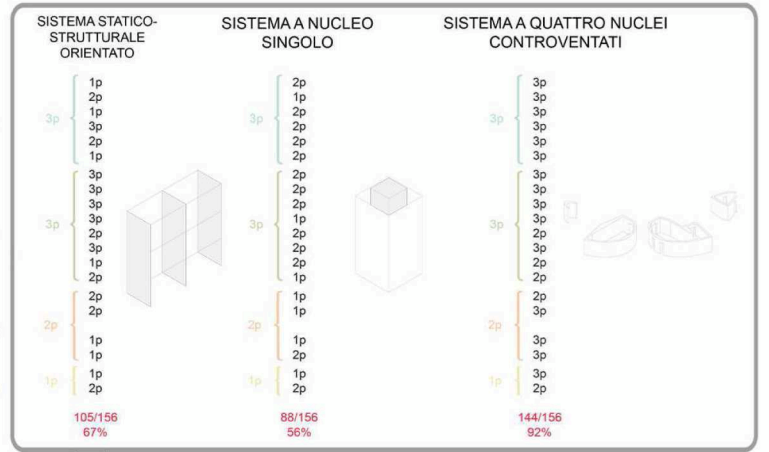 SISTEMA STATICO-
STRUTTURALE
ORIENTATO
3p
1p
2p
1p
3p
2p
1p
3p
3p
3p
3p
3p
2p
3p
1p
2p
2p
2p
2p
1p
1p
1p
1p
2p
105/156
67%
SISTEMA A NUCLEO
SINGOLO
3p
2p
1p
2p
2p
2p
2p
3p
2p
2p
2p
1p
2p
2p
2p
1p
2p
1p
1p
1p
2p
1p
1p
2p
88/156
56%
SISTEMA A QUATTRO NUCLEI
CONTROVENTATI
3p
3p
3p
3p
3p
3p
3p
3p
3p
3p
3p
3p
2p
3p
2p
2p
2p
2p
3p
3p
3p
1p
3p
2p
144/156
92%